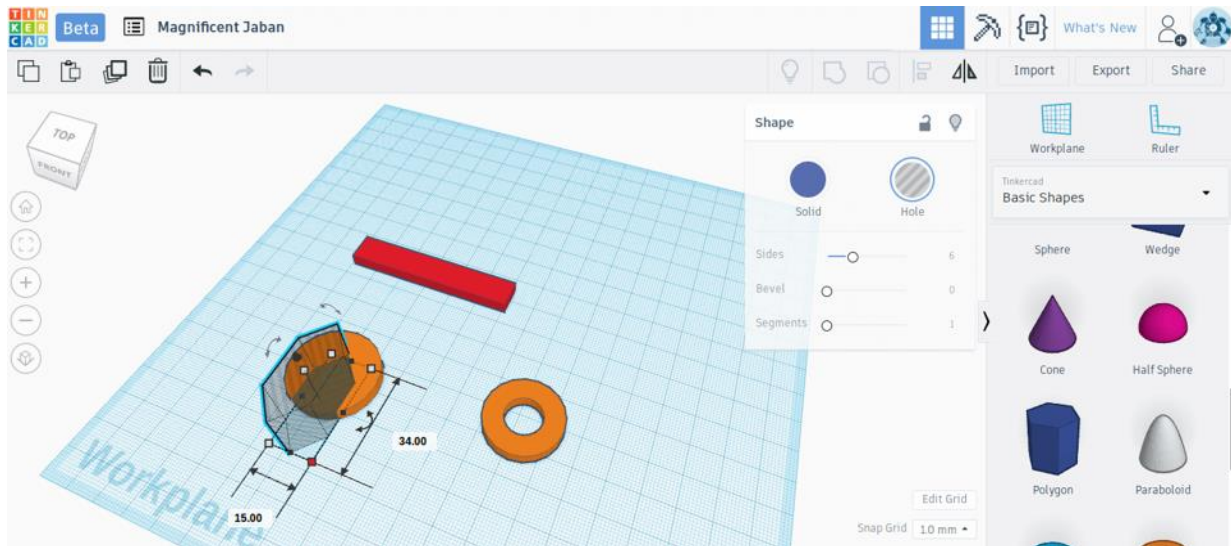 TIN
KER
CAD
Beta
Magnificent Jaban
What's New
Import
Export
Share
TOP
FRONT
Shape
Solid
Hole
Sides
6
Bevel
0
Segments
1
Workplane
Ruler
Tinkercad
Basic Shapes
Sphere
Wedge
Cone
Half Sphere
Polygon
Paraboloid
34.00
15.00
Workplane
Edit Grid
Snap Grid 1.0 mm